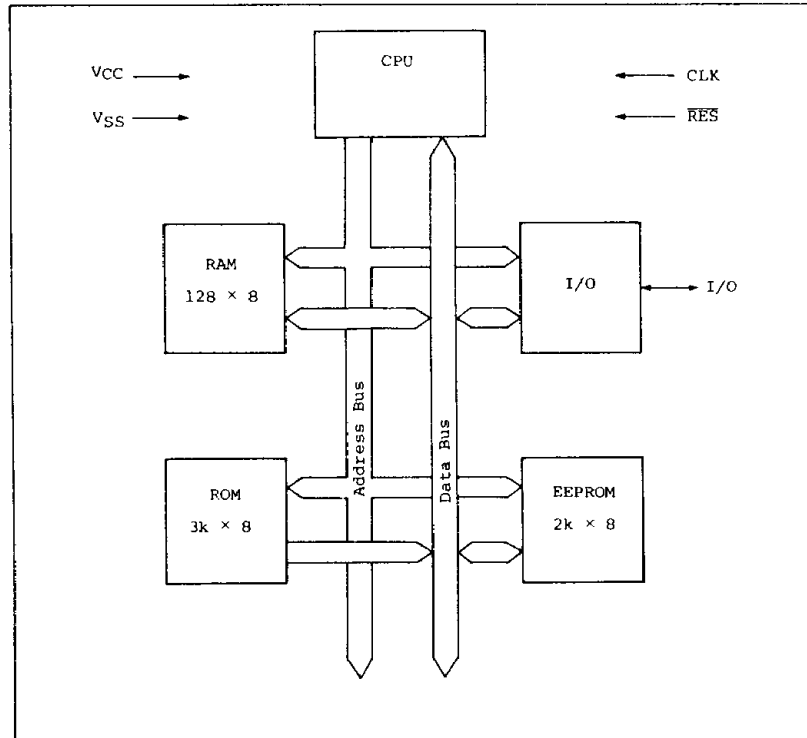 CPU
VCC
CLK
VSS
RES
RAM
128 × 8
I/O
I/O
Address Bus
Data Bus
ROM
3k × 8
EEPROM
2k × 8